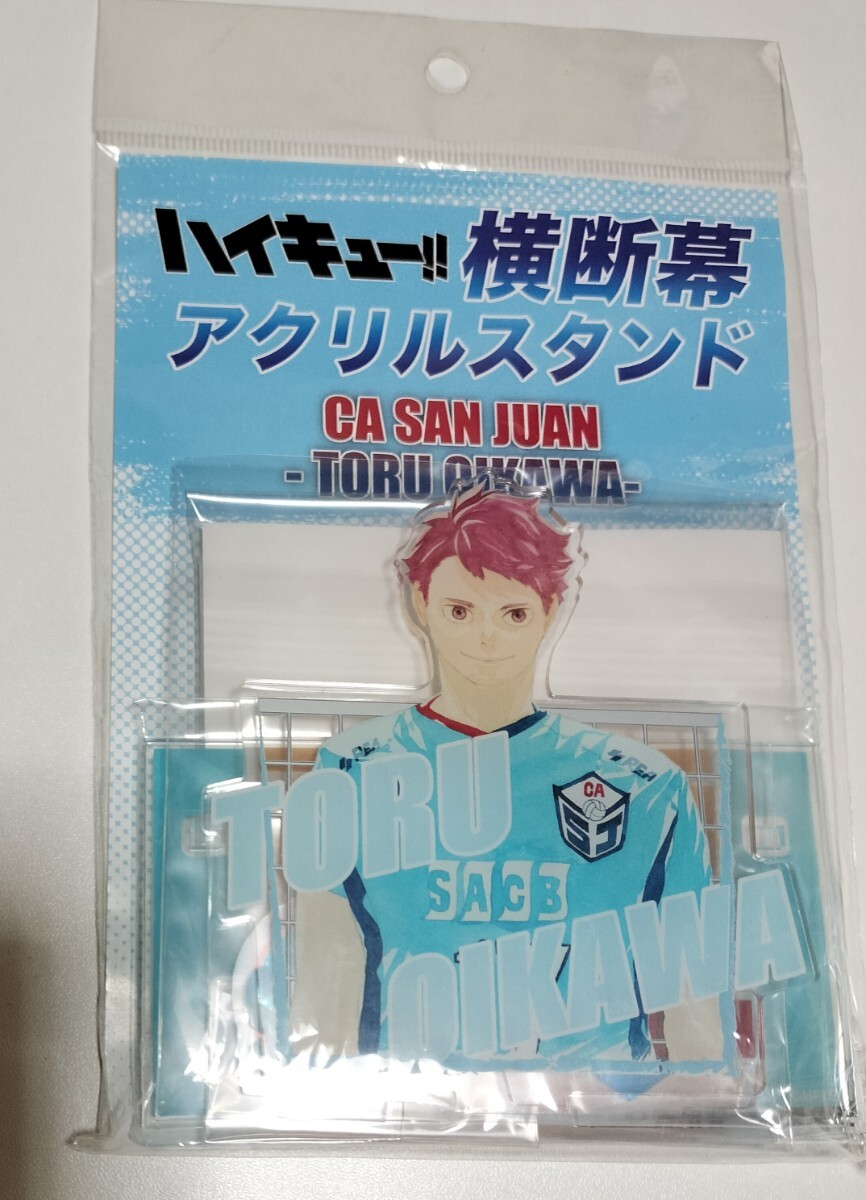 ハイキュー!! 横断幕
アクリルスタンド
CA SAN JUAN
- TORU OIKAWA-
TORU
OIKAWA
CA
SJ
SACB